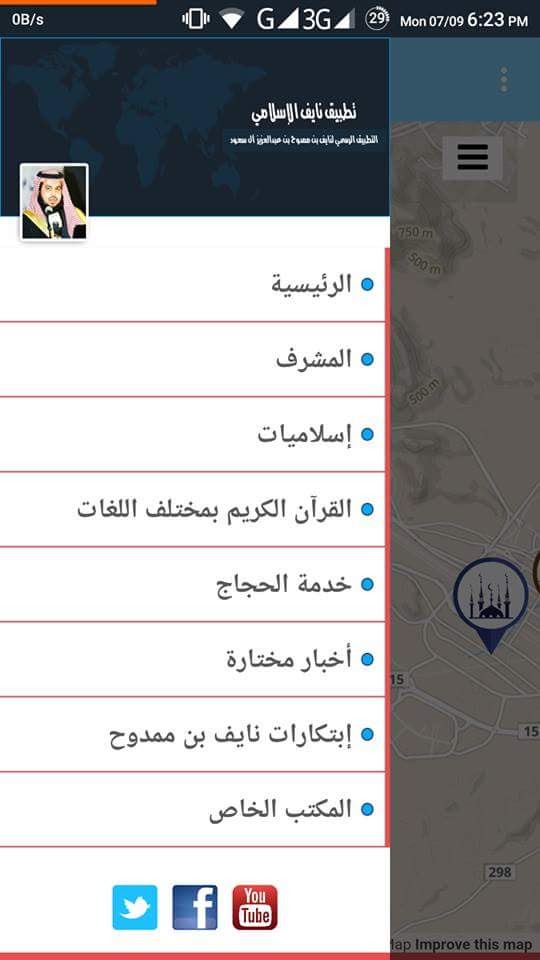 0B/s G 3G 29 Mon 07/09 6:23 PM
تطبيق نايف الإسلامي
التطبيق الرسمي لنايف بن ممدوح بن عبدالعزيز آل سعود
750 m
500 m
الرئيسية
المشرف
500 m
إسلاميات
القرآن الكريم بمختلف اللغات
خدمة الحجاج
أخبار مختارة
15
إبتكارات نايف بن ممدوح
15
المكتب الخاص
298
You
Tube
Map Improve this map